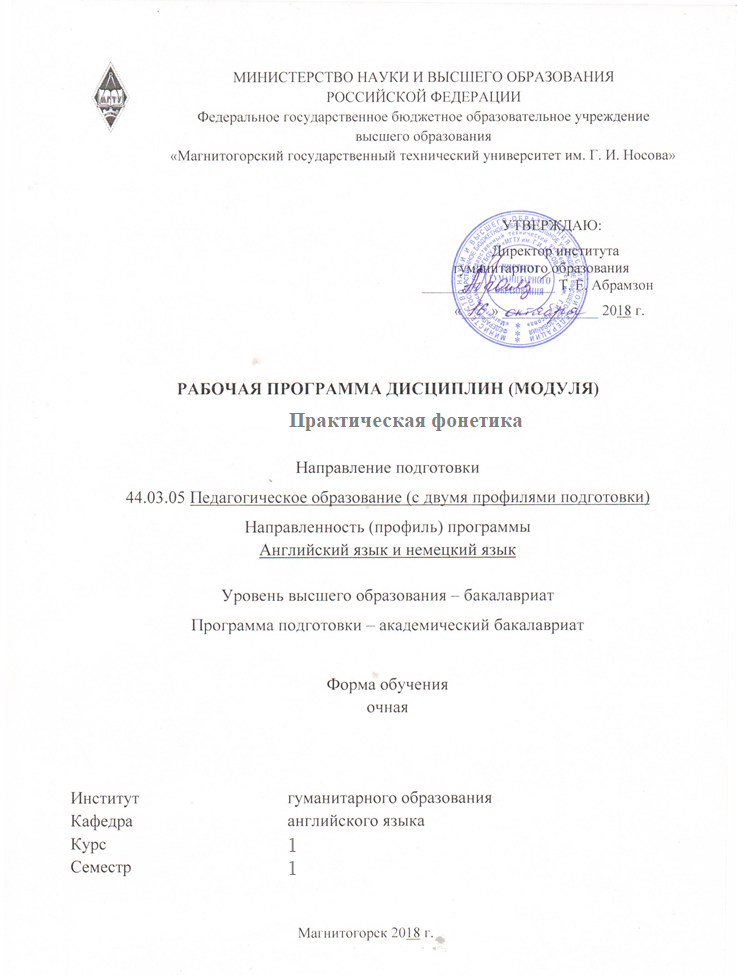 МГТУ
МИНИСТЕРСТВО НАУКИ И ВЫСШЕГО ОБРАЗОВАНИЯ
РОССИЙСКОЙ ФЕДЕРАЦИИ
Федеральное государственное бюджетное образовательное учреждение
высшего образования
«Магнитогорский государственный технический университет им. Г. И. Носова»
УТВЕРЖДАЮ:
Директор института
гуманитарного образования
Т. Е. Абрамзон
« » октября 2018 г.
РАБОЧАЯ ПРОГРАММА ДИСЦИПЛИН (МОДУЛЯ)
Практическая фонетика
Направление подготовки
44.03.05 Педагогическое образование (с двумя профилями подготовки)
Направленность (профиль) программы
Английский язык и немецкий язык
Уровень высшего образования – бакалавриат
Программа подготовки – академический бакалавриат
Форма обучения
очная
Институт гуманитарного образования
Кафедра английского языка
Курс 1
Семестр 1
Магнитогорск 2018 г.